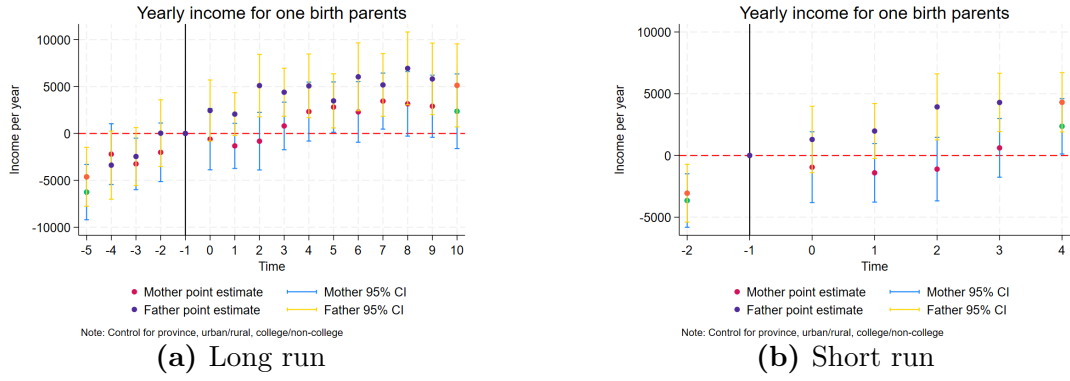 Yearly income for one birth parents
Income per year
10000
5000
0
-5000
-10000
-5 -4 -3 -2 -1 0 1 2 3 4 5 6 7 8 9 10
Time
Mother point estimate Mother 95% CI
Father point estimate Father 95% CI
Note: Control for province, urban/rural, college/non-college
(a) Long run
Yearly income for one birth parents
Income per year
10000
5000
0
-5000
-2 -1 0 1 2 3 4
Time
Mother point estimate Mother 95% CI
Father point estimate Father 95% CI
Note: Control for province, urban/rural, college/non-college
(b) Short run